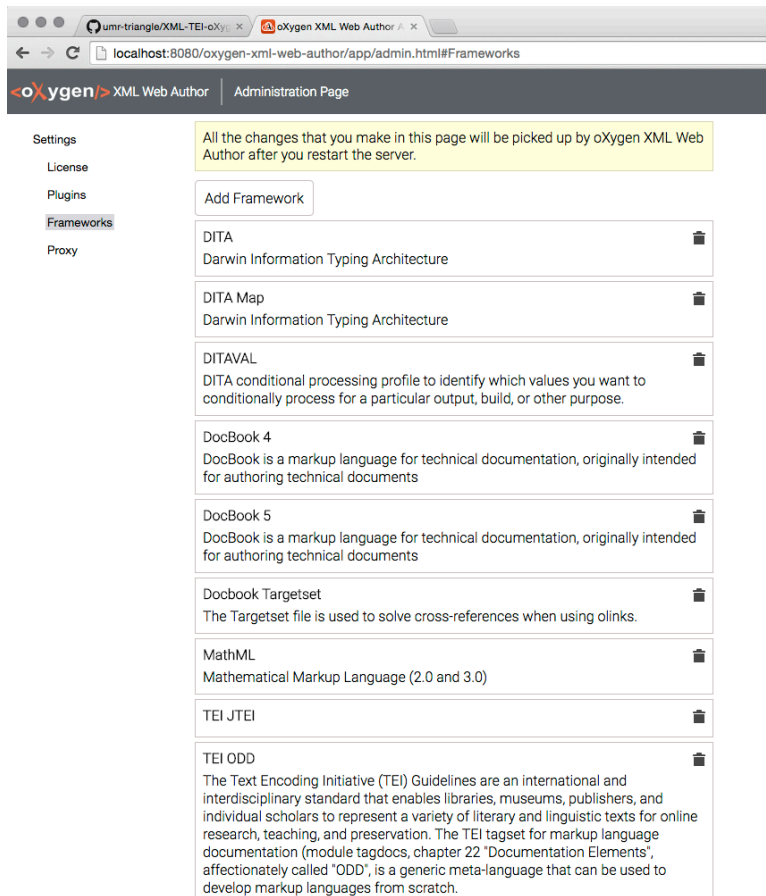 umr-triangle/XML-TEI-oXyg
oXygen XML Web Author A
localhost:8080/oxygen-xml-web-author/app/admin.html#Frameworks
<oXygen/> XML Web Author
Administration Page
Settings
License
Plugins
Frameworks
Proxy
All the changes that you make in this page will be picked up by oXygen XML Web
Author after you restart the server.
Add Framework
DITA
Darwin Information Typing Architecture
DITA Map
Darwin Information Typing Architecture
DITAVAL
DITA conditional processing profile to identify which values you want to
conditionally process for a particular output, build, or other purpose.
DocBook 4
DocBook is a markup language for technical documentation, originally intended
for authoring technical documents
DocBook 5
DocBook is a markup language for technical documentation, originally intended
for authoring technical documents
Docbook Targetset
The Targetset file is used to solve cross-references when using olinks.
MathML
Mathematical Markup Language (2.0 and 3.0)
TEI JTEI
TEI ODD
The Text Encoding Initiative (TEI) Guidelines are an international and
interdisciplinary standard that enables libraries, museums, publishers, and
individual scholars to represent a variety of literary and linguistic texts for online
research, teaching, and preservation. The TEI tagset for markup language
documentation (module tagdocs, chapter 22 "Documentation Elements",
affectionately called "ODD", is a generic meta-language that can be used to
develop markup languages from scratch.